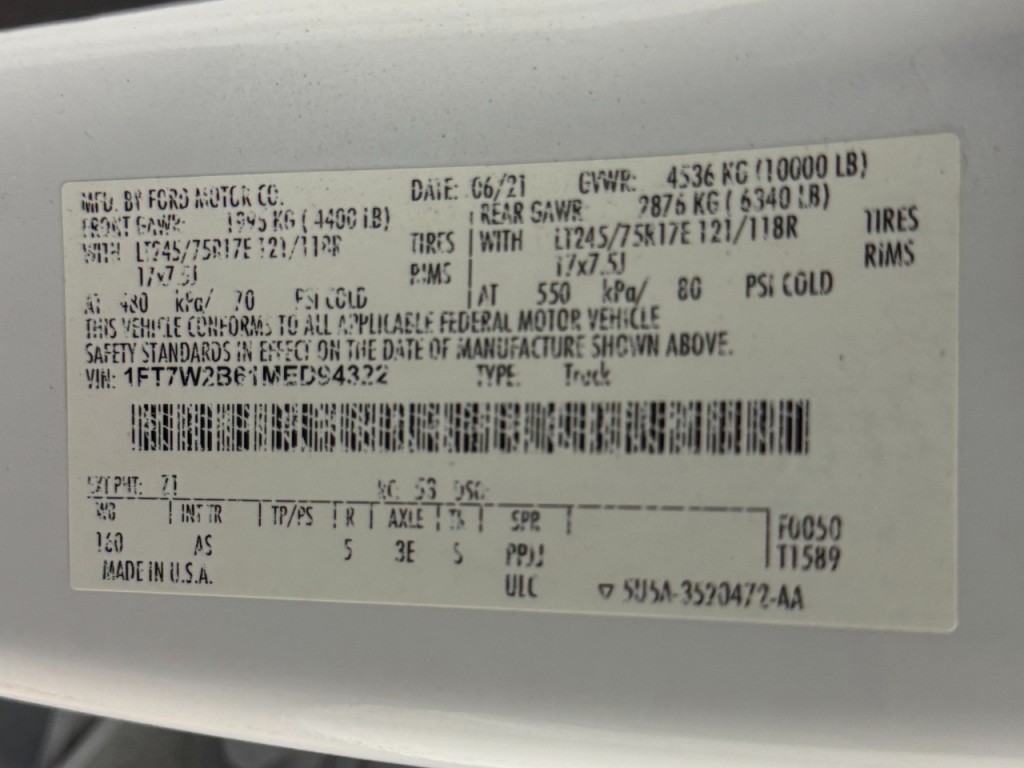 MFD. BY FORD MOTOR CO. DATE: 06/21 GVWR: 4536 KG (10000 LB)
FRONT GAWR: 1995 KG ( 4400 LB) REAR GAWR 2876 KG ( 6340 LB)
WITH LT245/75R17E 121/118R TIRES WITH LT245/75R17E 121/118R TIRES
17x7.5J RIMS 17x7.5J RIMS
AT 480 kPa/ 70 PSI COLD AT 550 kPa/ 80 PSI COLD
THIS VEHICLE CONFORMS TO ALL APPLICABLE FEDERAL MOTOR VEHICLE
SAFETY STANDARDS IN EFFECT ON THE DATE OF MANUFACTURE SHOWN ABOVE.
VIN: 1FT7W2B61MED94322 TYPE: Truck
EXT PNT: Z1 RC: 53 DSO:
WB INT TR TP/PS R AXLE TR SPR F0050
160 AS 5 3E S PPJJ T1589
MADE IN U.S.A. ULC 5U5A-3520472-AA